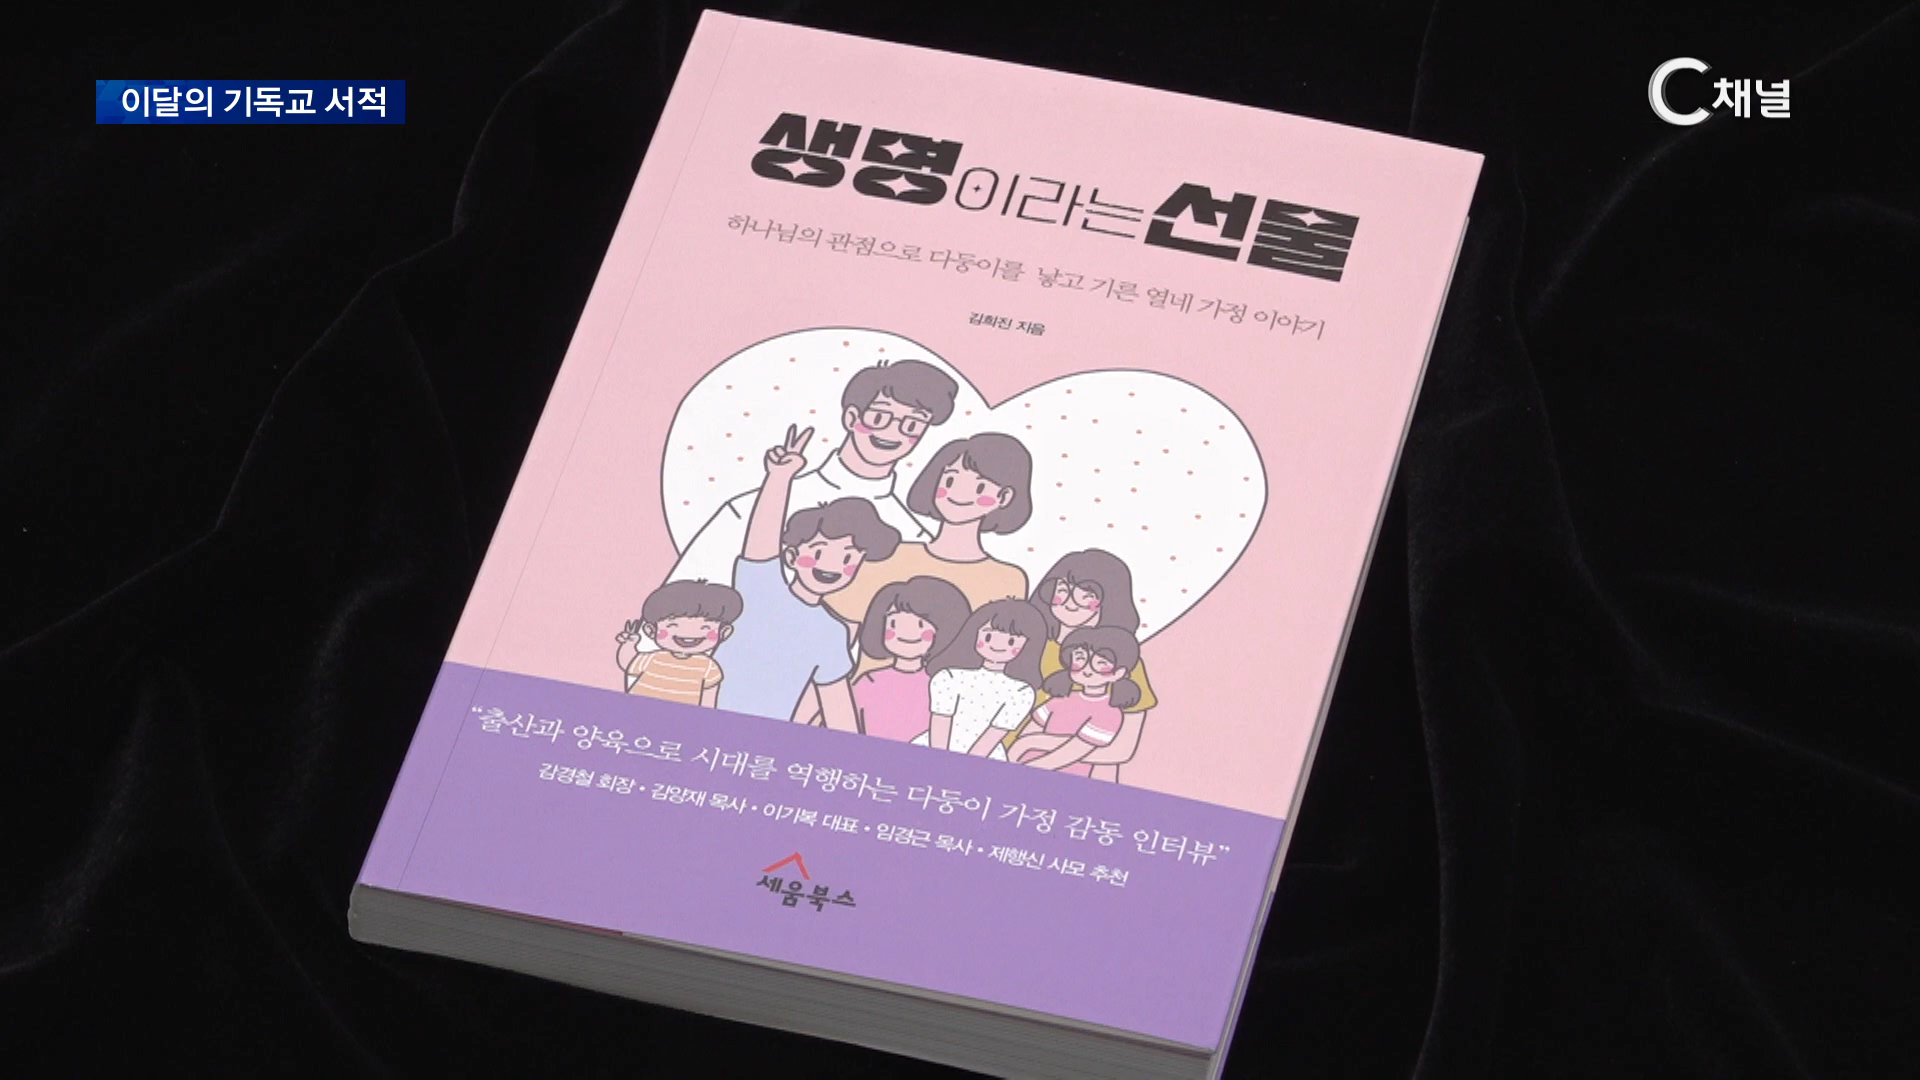 이달의 기독교 서적
C채널
생명이라는선물
하나님의 관점으로 다둥이를 낳고 기른 열네 가정 이야기
김희진 지음
“출산과 양육으로 시대를 역행하는 다둥이 가정 감동 인터뷰”
감경철 회장 • 김양재 목사 • 이기복 대표 • 임경근 목사 • 제행신 사모 추천
세움북스